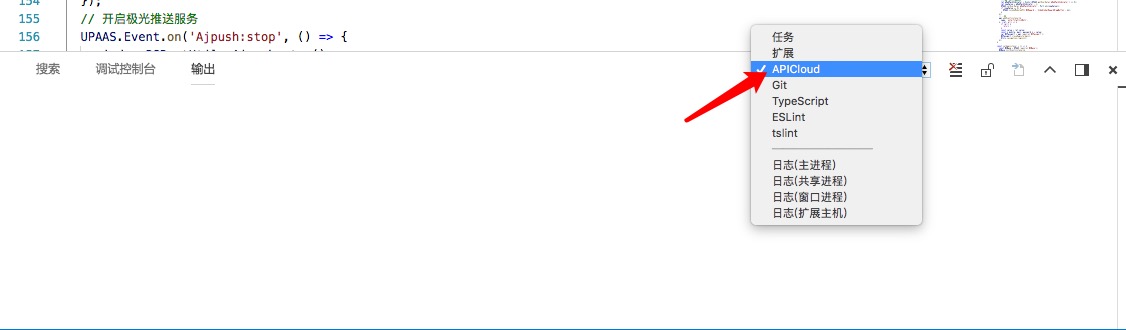 154
});
155
// 开启极光推送服务
156
UPAAS.Event.on('Ajpush:stop', () => {
搜索
调试控制台
输出
任务
扩展
✓ APICloud
Git
TypeScript
ESLint
tslint
日志(主进程)
日志(共享进程)
日志(窗口进程)
日志(扩展主机)